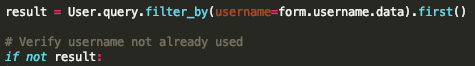 result = User.query.filter_by(username=form.username.data).first()
# Verify username not already used
if not result: